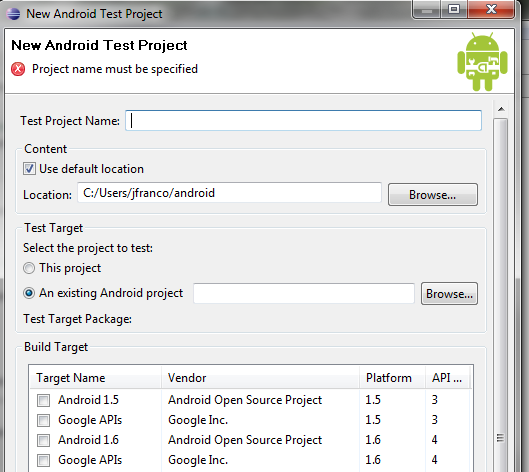 New Android Test Project
New Android Test Project
Project name must be specified
Test Project Name:
Content
Use default location
Location: C:/Users/jfranco/android Browse...
Test Target
Select the project to test:
This project
An existing Android project Browse...
Test Target Package:
Build Target
Target Name Vendor Platform API ...
Android 1.5 Android Open Source Project 1.5 3
Google APIs Google Inc. 1.5 3
Android 1.6 Android Open Source Project 1.6 4
Google APIs Google Inc. 1.6 4